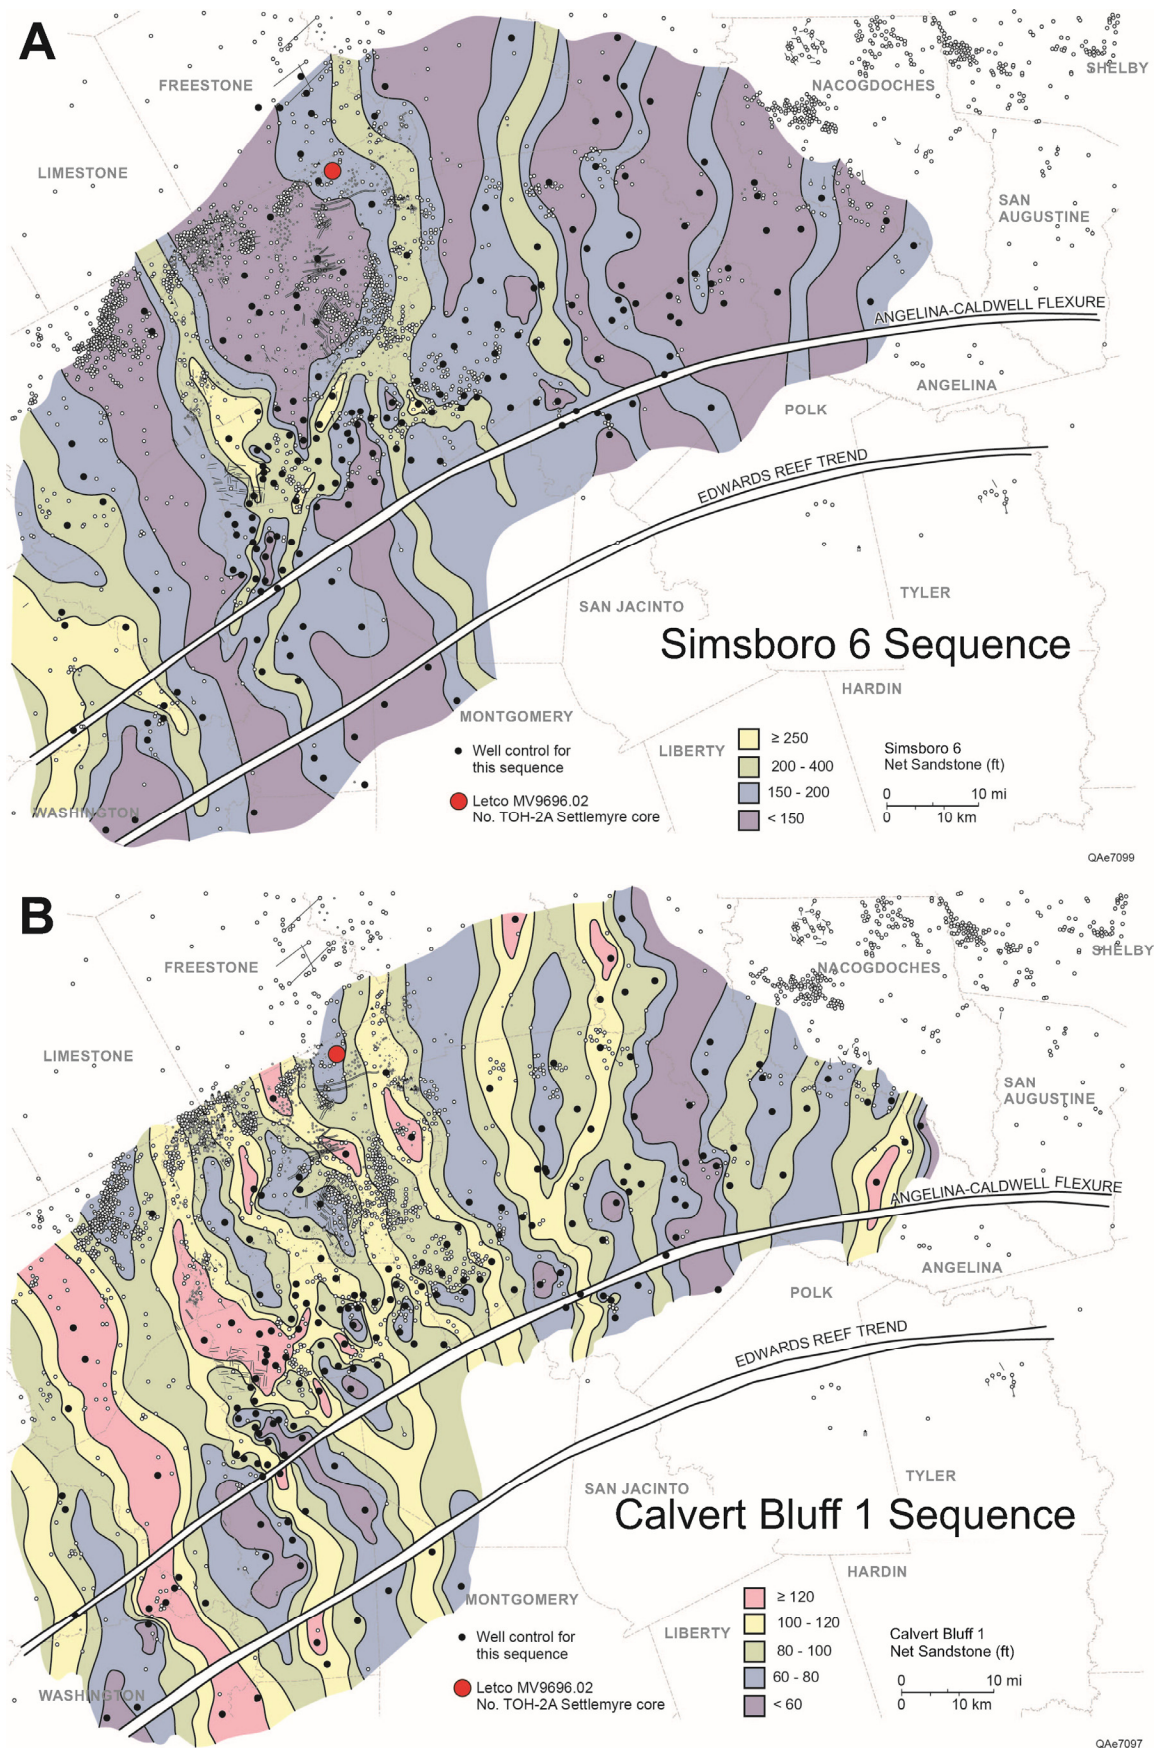 A
FREESTONE
SHELBY
NACOGDOCHES
LIMESTONE
SAN
AUGUSTINE
ANGELINA-CALDWELL FLEXURE
ANGELINA
POLK
EDWARDS REEF TREND
SAN JACINTO
TYLER
Simsboro 6 Sequence
HARDIN
MONTGOMERY
LIBERTY
WASHINGTON
Well control for
this sequence
Letco MV9696.02
No. TOH-2A Settlemyre core
≥ 250
200 - 400
150 - 200
< 150
Simsboro 6
Net Sandstone (ft)
0 10 mi
0 10 km
QAe7099
B
FREESTONE
SHELBY
NACOGDOCHES
LIMESTONE
SAN
AUGUSTINE
ANGELINA-CALDWELL FLEXURE
ANGELINA
POLK
EDWARDS REEF TREND
SAN JACINTO
TYLER
Calvert Bluff 1 Sequence
HARDIN
MONTGOMERY
LIBERTY
WASHINGTON
Well control for
this sequence
Letco MV9696.02
No. TOH-2A Settlemyre core
≥ 120
100 - 120
80 - 100
60 - 80
< 60
Calvert Bluff 1
Net Sandstone (ft)
0 10 mi
0 10 km
QAe7097